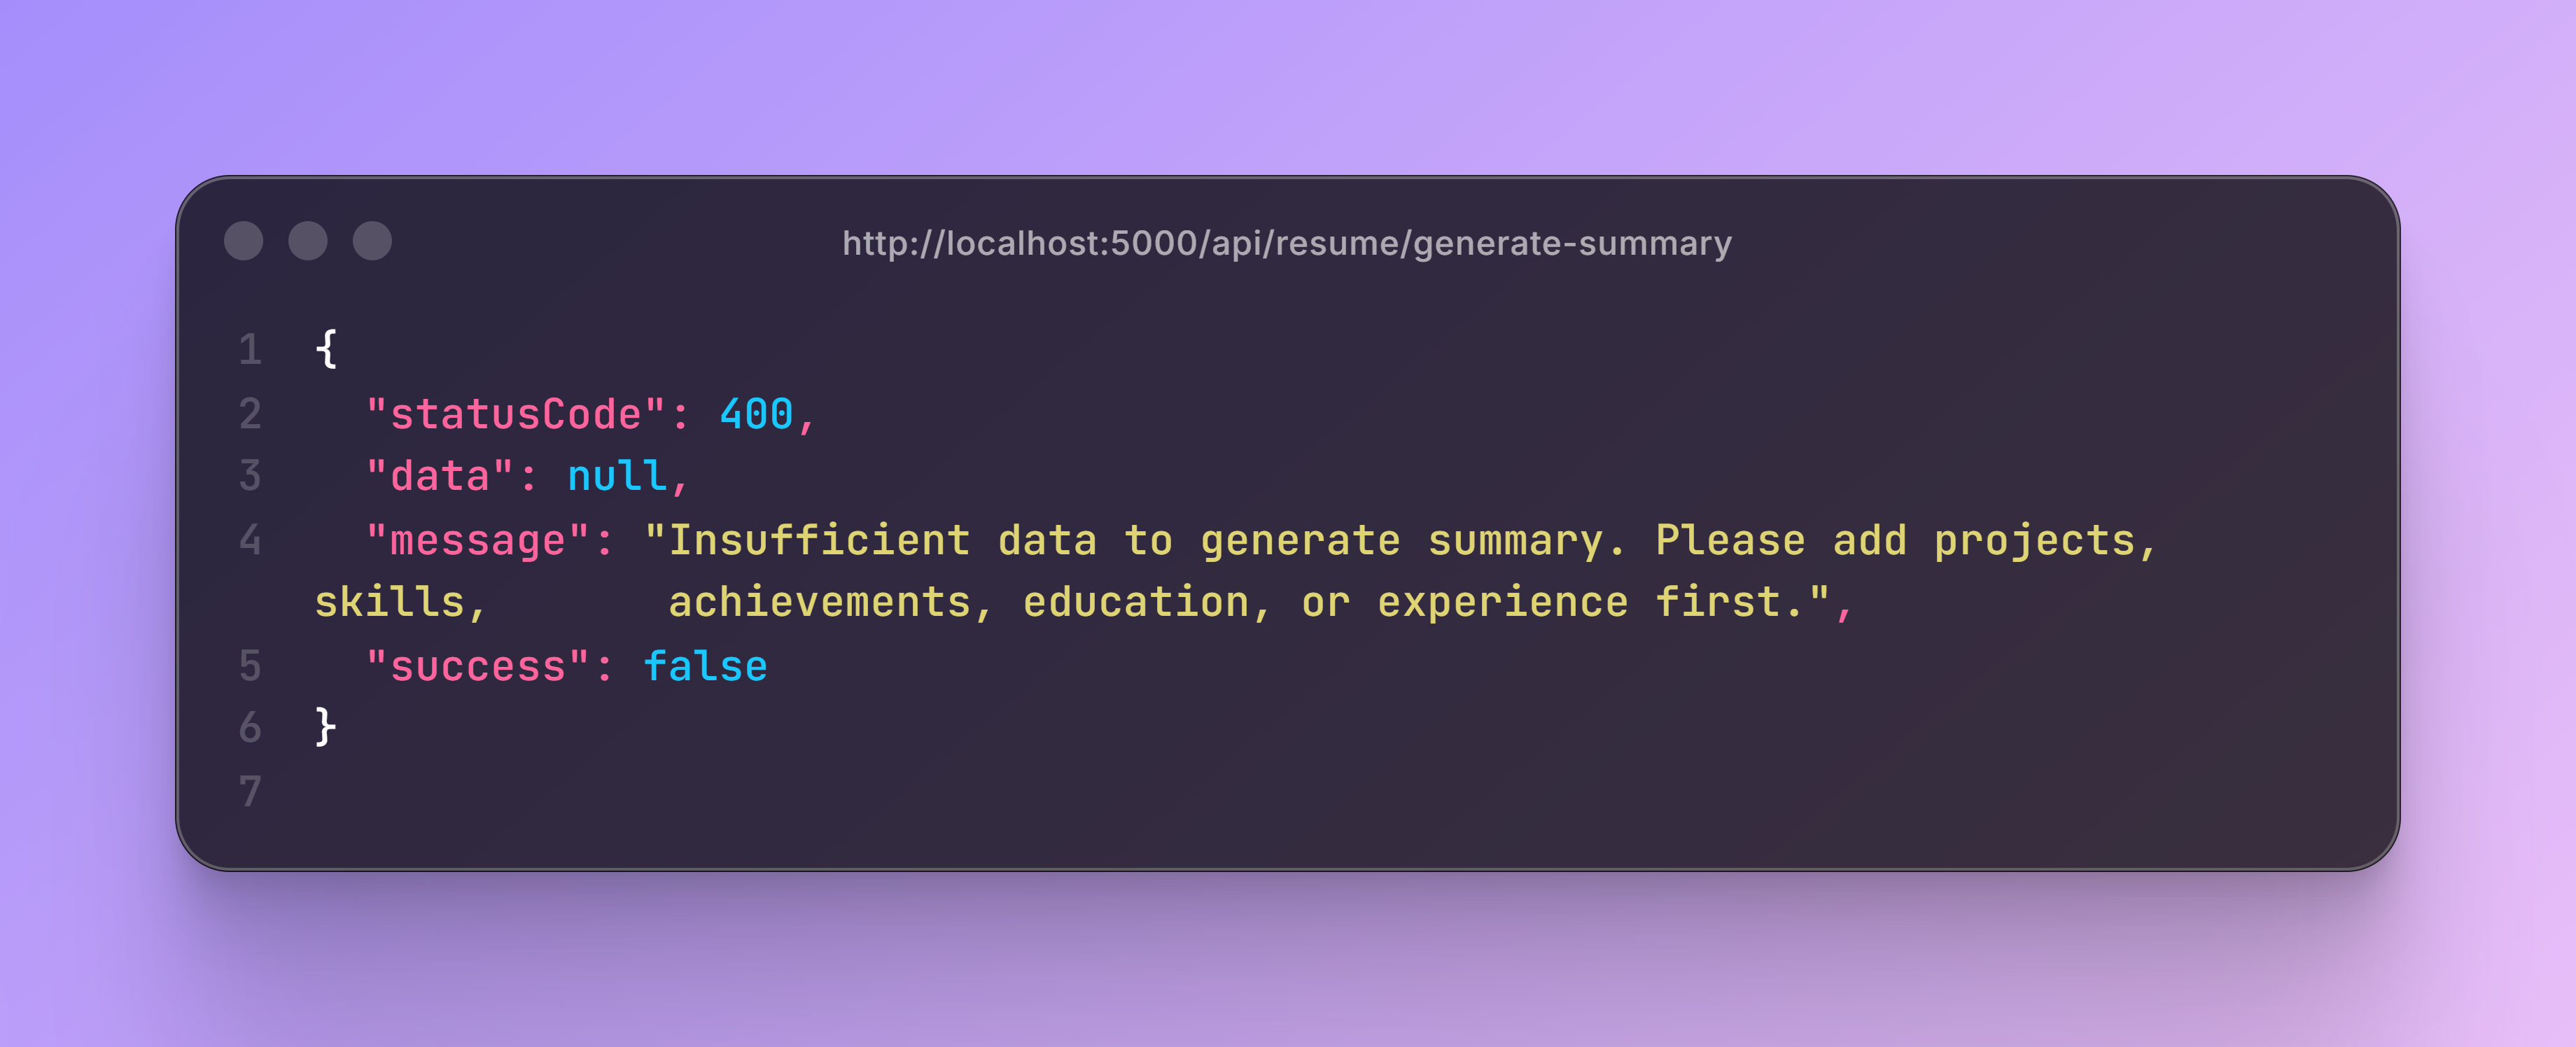 http://localhost:5000/api/resume/generate-summary
1 {
2   "statusCode": 400,
3   "data": null,
4   "message": "Insufficient data to generate summary. Please add projects,
skills,       achievements, education, or experience first.",
5   "success": false
6 }
7